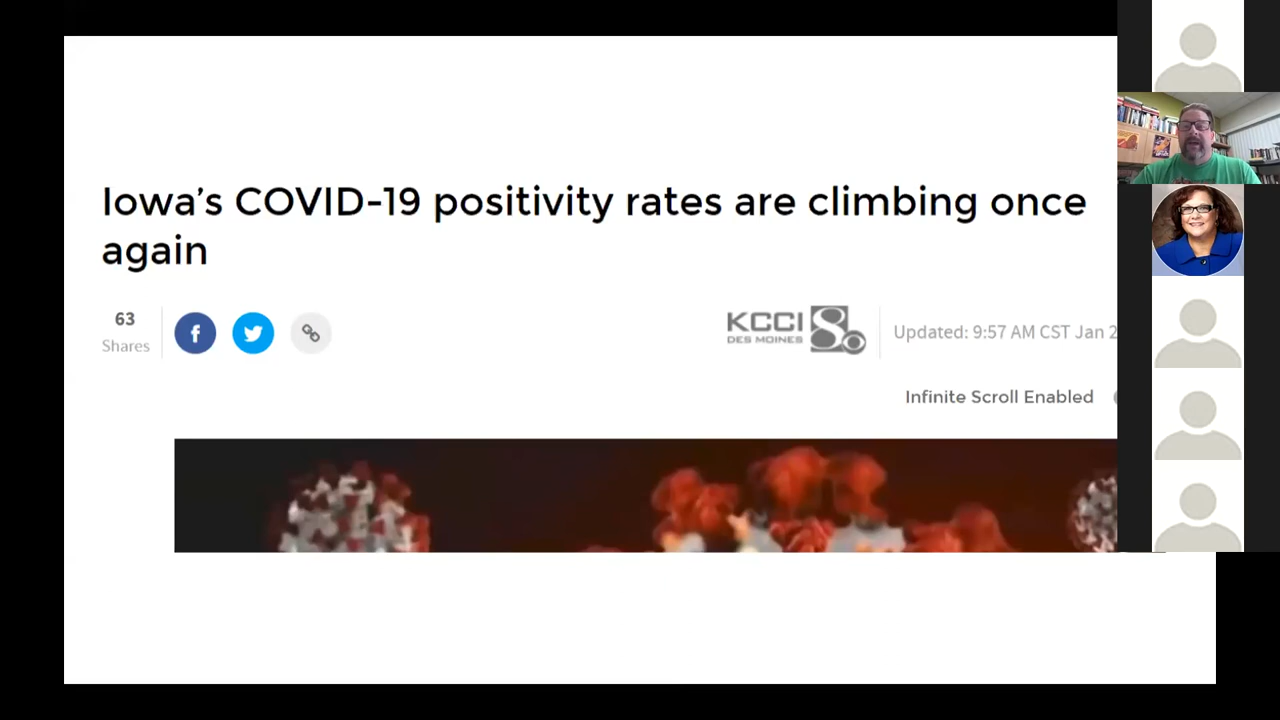 Iowa's COVID-19 positivity rates are climbing once
again
63
Shares
KCCI 8
DES MOINES
Updated: 9:57 AM CST Jan 2
Infinite Scroll Enabled